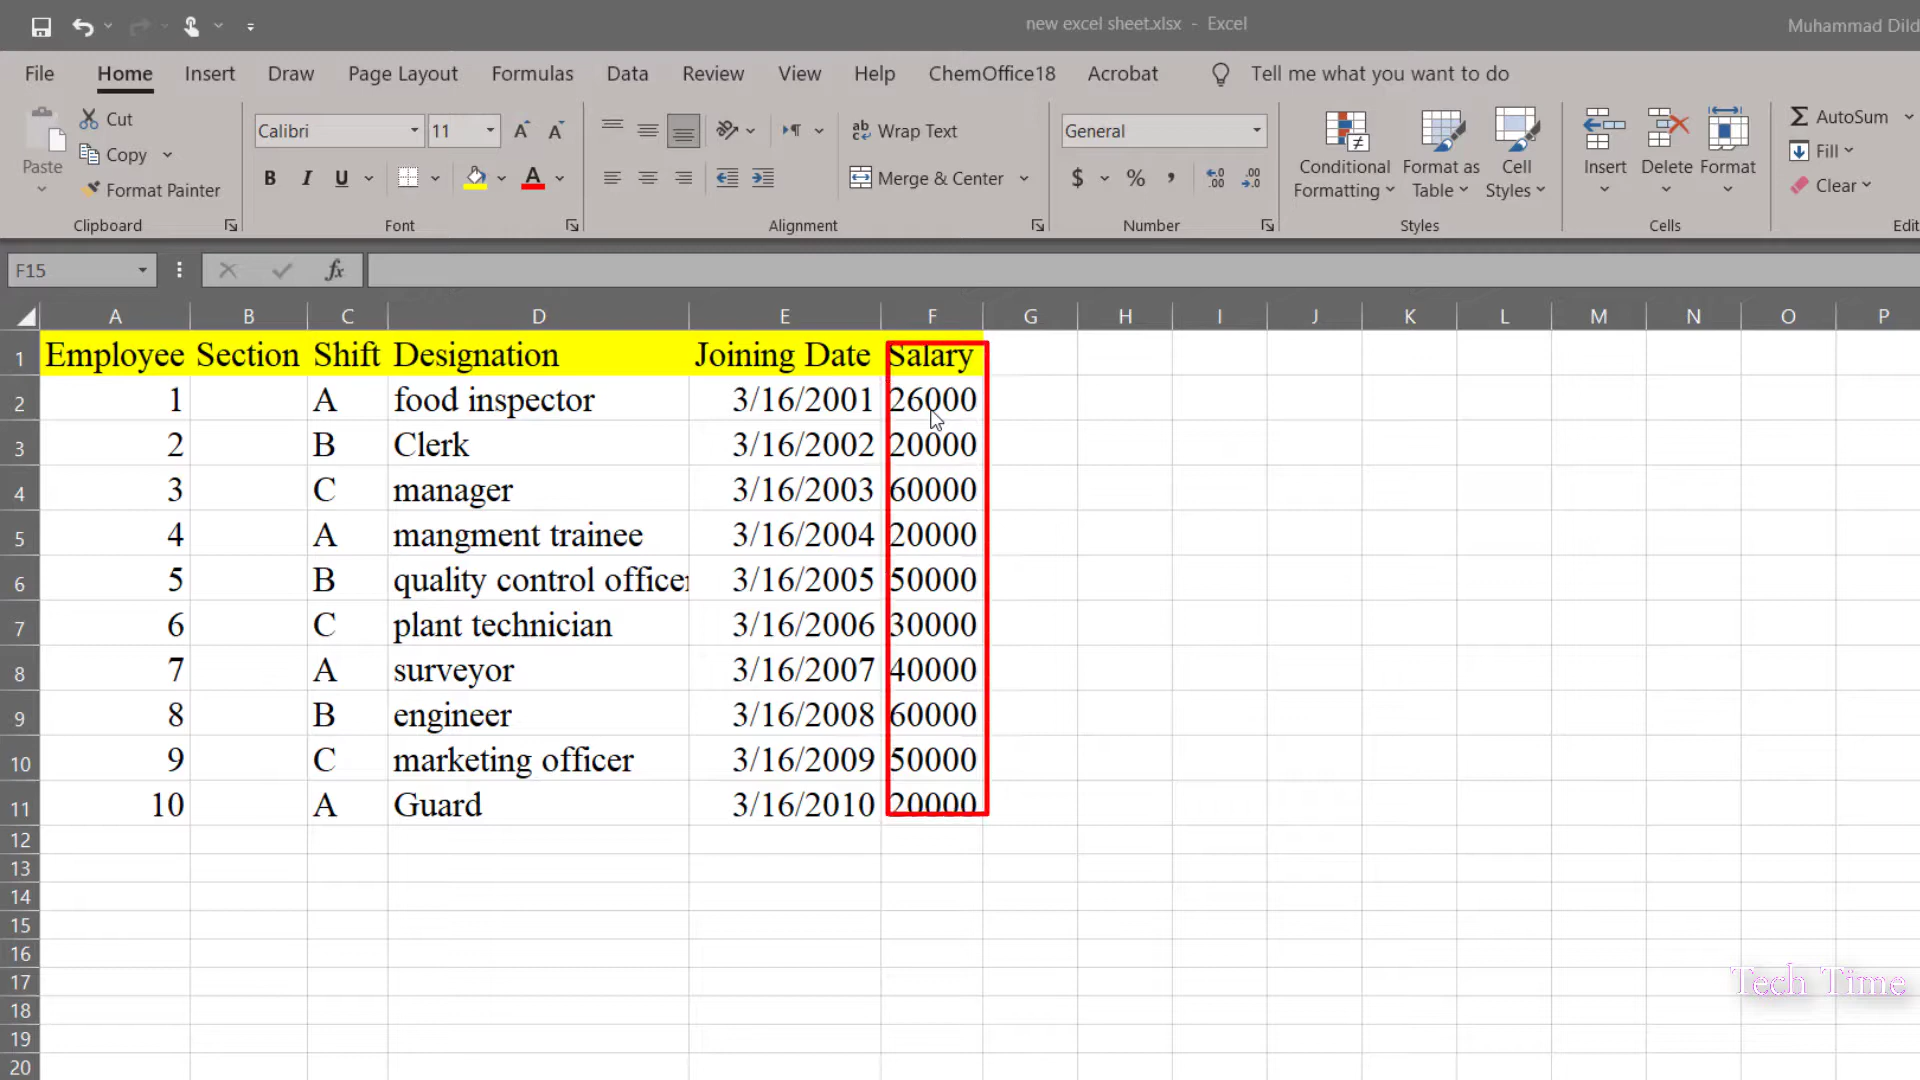 new excel sheet.xlsx - Excel
Muhammad Dild
File Home Insert Draw Page Layout Formulas Data Review View Help ChemOffice18 Acrobat Tell me what you want to do
Paste
Cut
Copy
Format Painter
Clipboard
Calibri 11
B I U A
Font
Wrap Text
Merge & Center
Alignment
General
$ % ,
Number
Conditional Formatting
Format as Table
Cell Styles
Styles
Insert Delete Format
Cells
AutoSum
Fill
Clear
Edit
F15 fx
A B C D E F G H I J K L M N O P
1 Employee Section Shift Designation Joining Date Salary
2 1 A food inspector 3/16/2001 26000
3 2 B Clerk 3/16/2002 20000
4 3 C manager 3/16/2003 60000
5 4 A mangment trainee 3/16/2004 20000
6 5 B quality control officer 3/16/2005 50000
7 6 C plant technician 3/16/2006 30000
8 7 A surveyor 3/16/2007 40000
9 8 B engineer 3/16/2008 60000
10 9 C marketing officer 3/16/2009 50000
11 10 A Guard 3/16/2010 20000
12
13
14
15
16
17
Tech Time
18
19
20